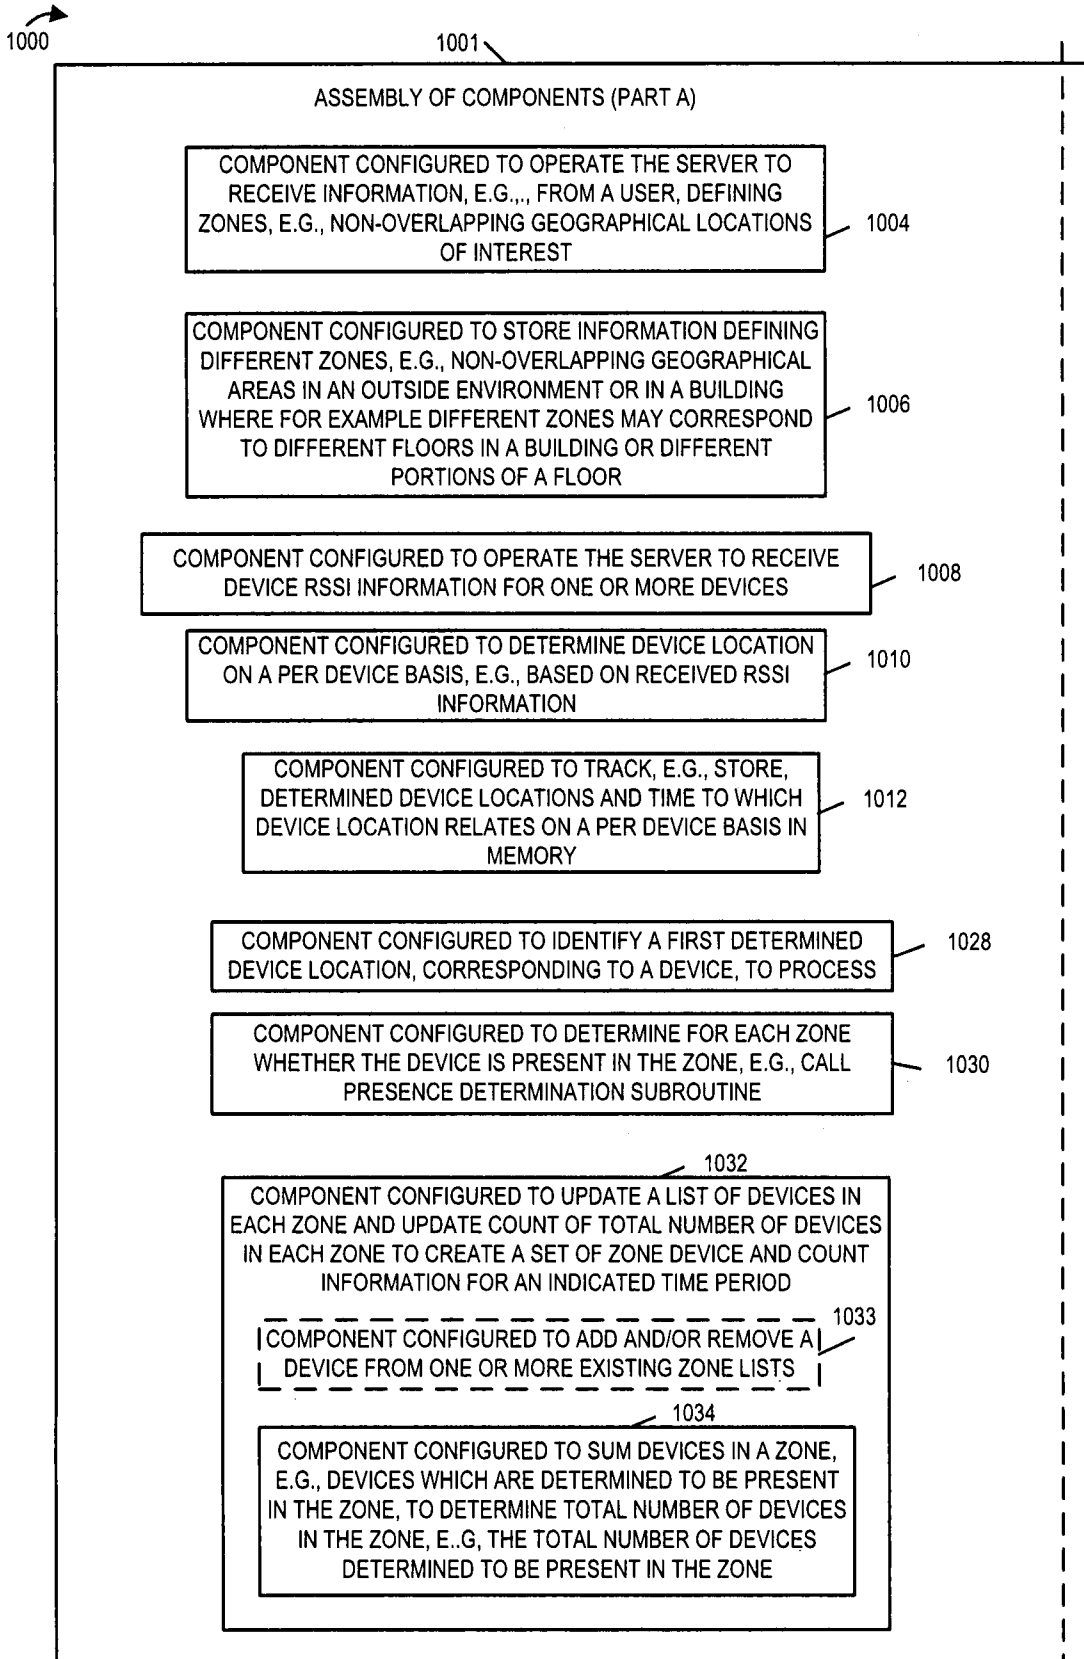 1000
1001
ASSEMBLY OF COMPONENTS (PART A)
COMPONENT CONFIGURED TO OPERATE THE SERVER TO
RECEIVE INFORMATION, E.G.,., FROM A USER, DEFINING
ZONES, E.G., NON-OVERLAPPING GEOGRAPHICAL LOCATIONS
OF INTEREST
1004
COMPONENT CONFIGURED TO STORE INFORMATION DEFINING
DIFFERENT ZONES, E.G., NON-OVERLAPPING GEOGRAPHICAL
AREAS IN AN OUTSIDE ENVIRONMENT OR IN A BUILDING
WHERE FOR EXAMPLE DIFFERENT ZONES MAY CORRESPOND
TO DIFFERENT FLOORS IN A BUILDING OR DIFFERENT
PORTIONS OF A FLOOR
1006
COMPONENT CONFIGURED TO OPERATE THE SERVER TO RECEIVE
DEVICE RSSI INFORMATION FOR ONE OR MORE DEVICES
1008
COMPONENT CONFIGURED TO DETERMINE DEVICE LOCATION
ON A PER DEVICE BASIS, E.G., BASED ON RECEIVED RSSI
INFORMATION
1010
COMPONENT CONFIGURED TO TRACK, E.G., STORE,
DETERMINED DEVICE LOCATIONS AND TIME TO WHICH
DEVICE LOCATION RELATES ON A PER DEVICE BASIS IN
MEMORY
1012
COMPONENT CONFIGURED TO IDENTIFY A FIRST DETERMINED
DEVICE LOCATION, CORRESPONDING TO A DEVICE, TO PROCESS
1028
COMPONENT CONFIGURED TO DETERMINE FOR EACH ZONE
WHETHER THE DEVICE IS PRESENT IN THE ZONE, E.G., CALL
PRESENCE DETERMINATION SUBROUTINE
1030
1032
COMPONENT CONFIGURED TO UPDATE A LIST OF DEVICES IN
EACH ZONE AND UPDATE COUNT OF TOTAL NUMBER OF DEVICES
IN EACH ZONE TO CREATE A SET OF ZONE DEVICE AND COUNT
INFORMATION FOR AN INDICATED TIME PERIOD
1033
COMPONENT CONFIGURED TO ADD AND/OR REMOVE A
DEVICE FROM ONE OR MORE EXISTING ZONE LISTS
1034
COMPONENT CONFIGURED TO SUM DEVICES IN A ZONE,
E.G., DEVICES WHICH ARE DETERMINED TO BE PRESENT
IN THE ZONE, TO DETERMINE TOTAL NUMBER OF DEVICES
IN THE ZONE, E..G, THE TOTAL NUMBER OF DEVICES
DETERMINED TO BE PRESENT IN THE ZONE